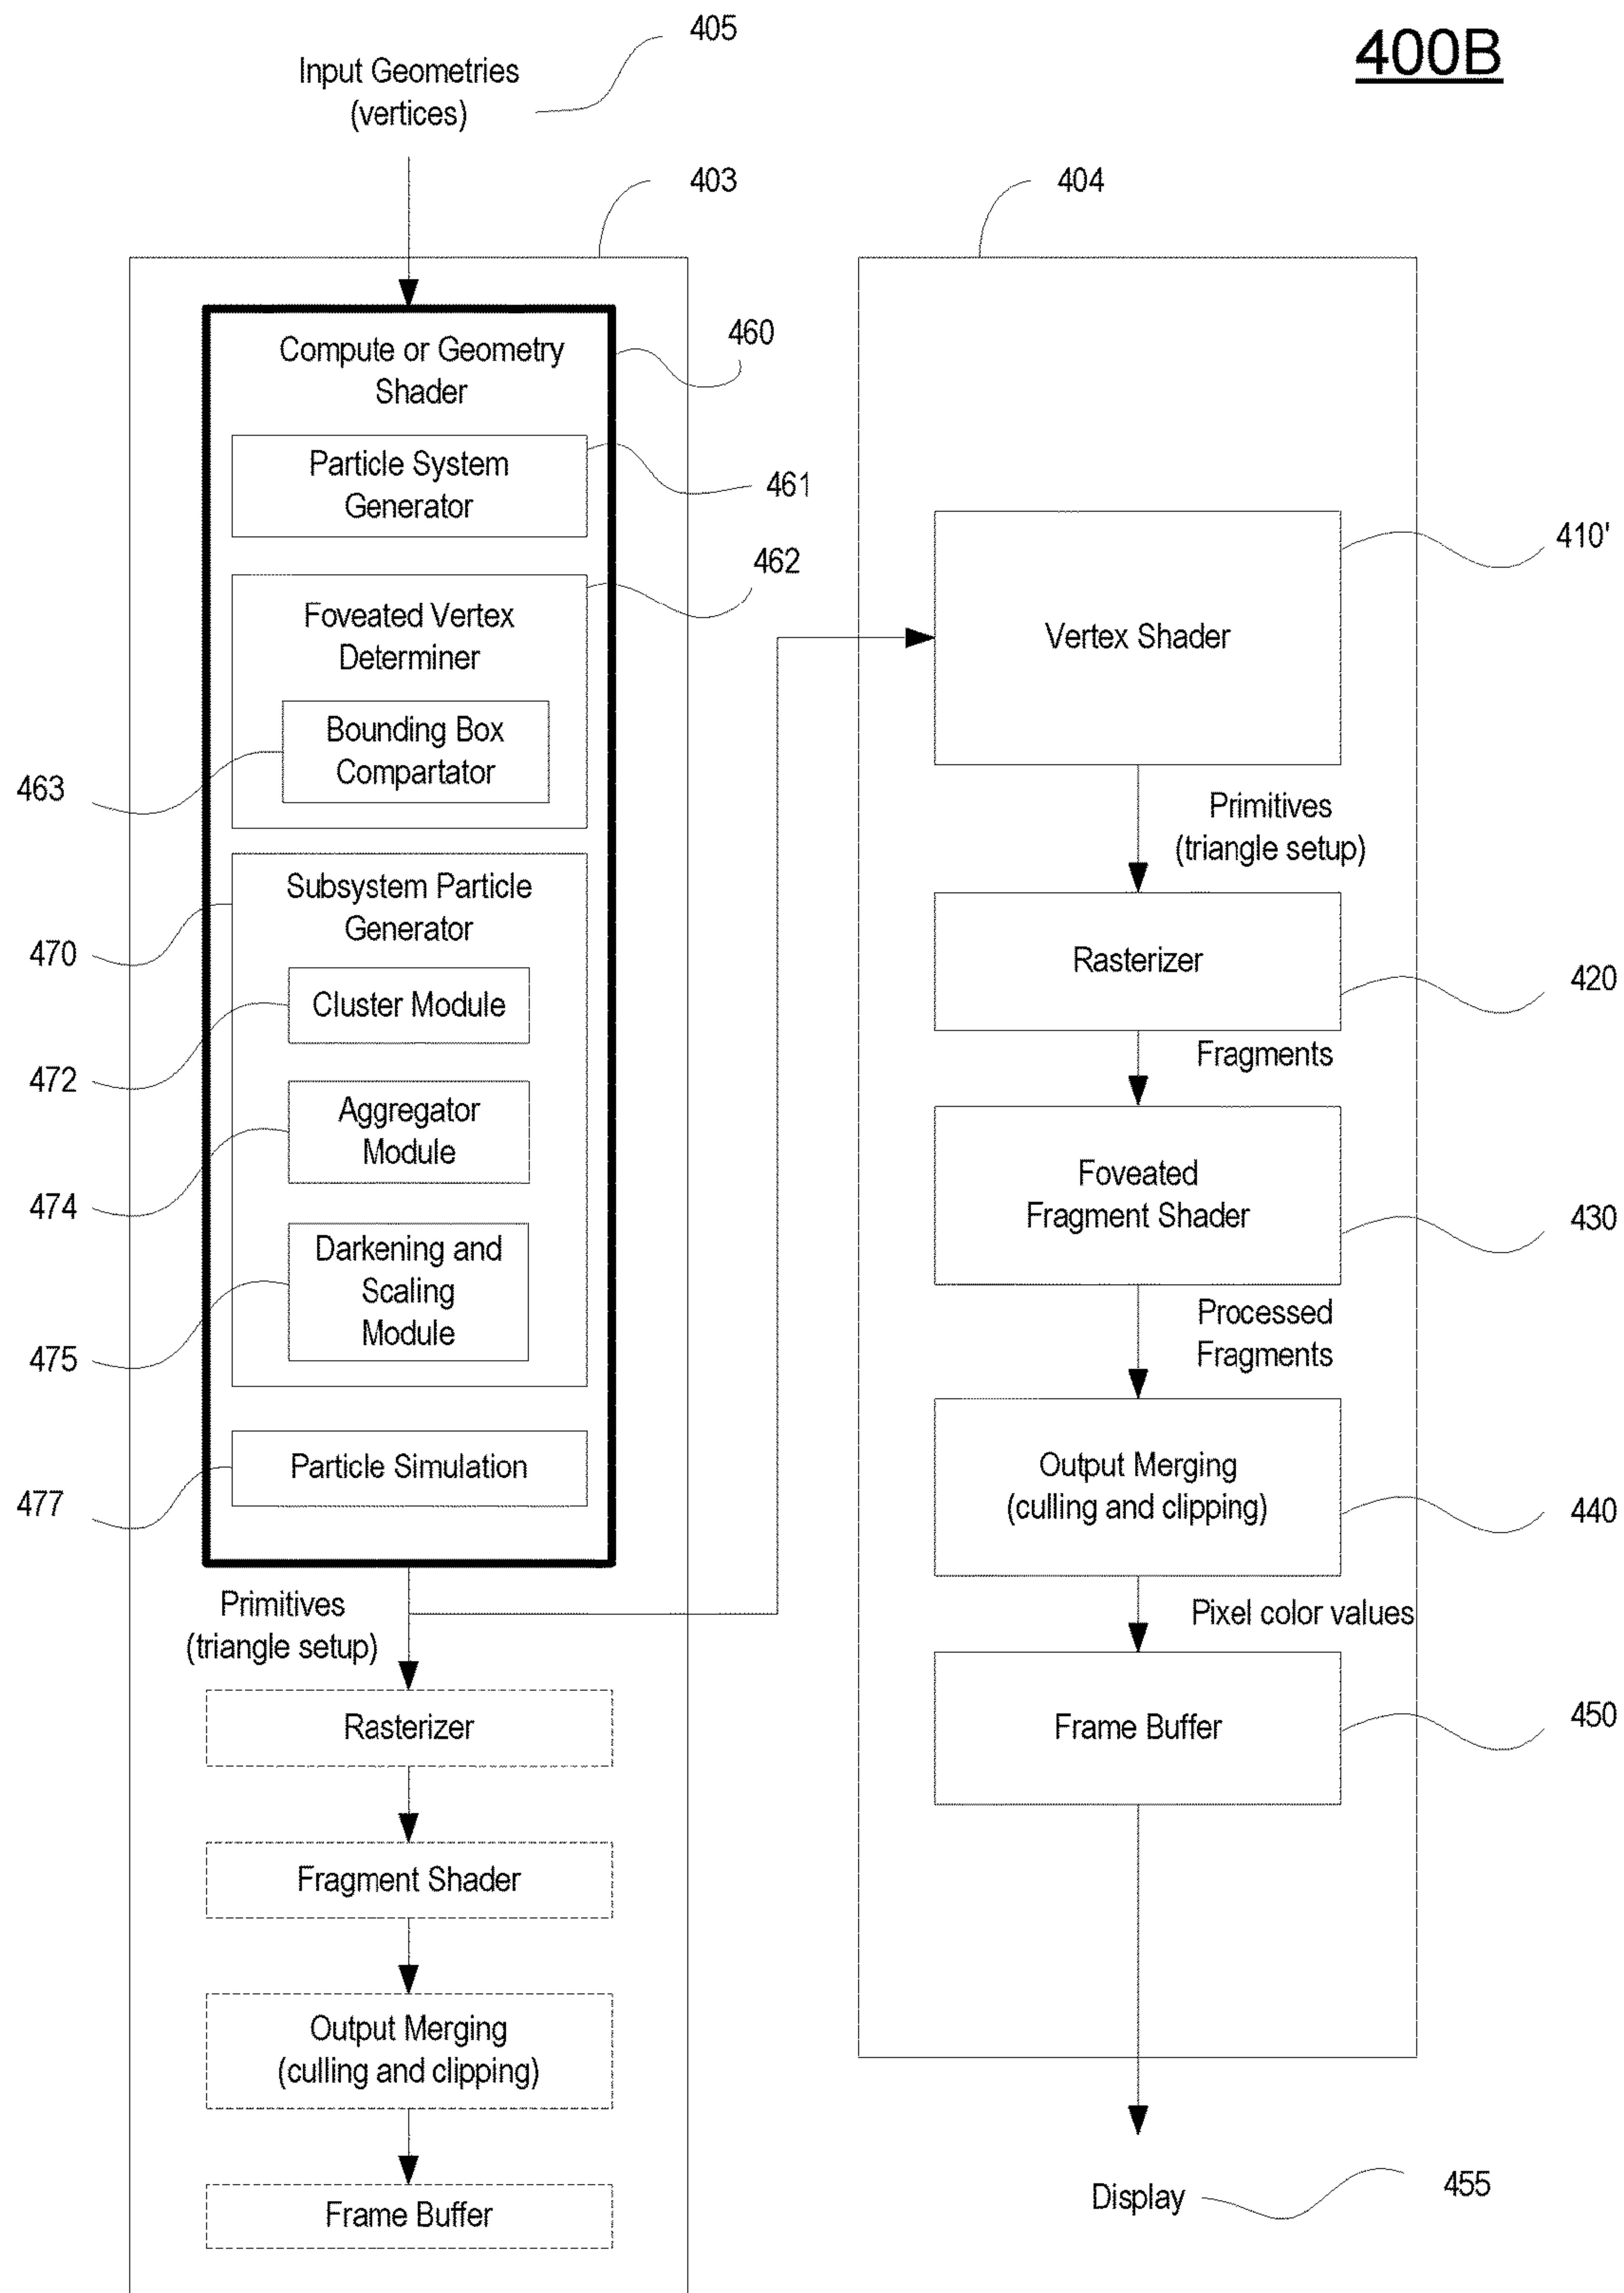 400B
405
Input Geometries
(vertices)
403
460
Compute or Geometry
Shader
Particle System
Generator
461
462
Foveated Vertex
Determiner
Bounding Box
Compartator
463
Subsystem Particle
Generator
470
Cluster Module
472
Aggregator
Module
474
Darkening and
Scaling
Module
475
Particle Simulation
477
Primitives
(triangle setup)
Rasterizer
Fragment Shader
Output Merging
(culling and clipping)
Frame Buffer
404
410'
Vertex Shader
Primitives
(triangle setup)
Rasterizer
420
Fragments
Foveated
Fragment Shader
430
Processed
Fragments
Output Merging
(culling and clipping)
440
Pixel color values
Frame Buffer
450
Display
455